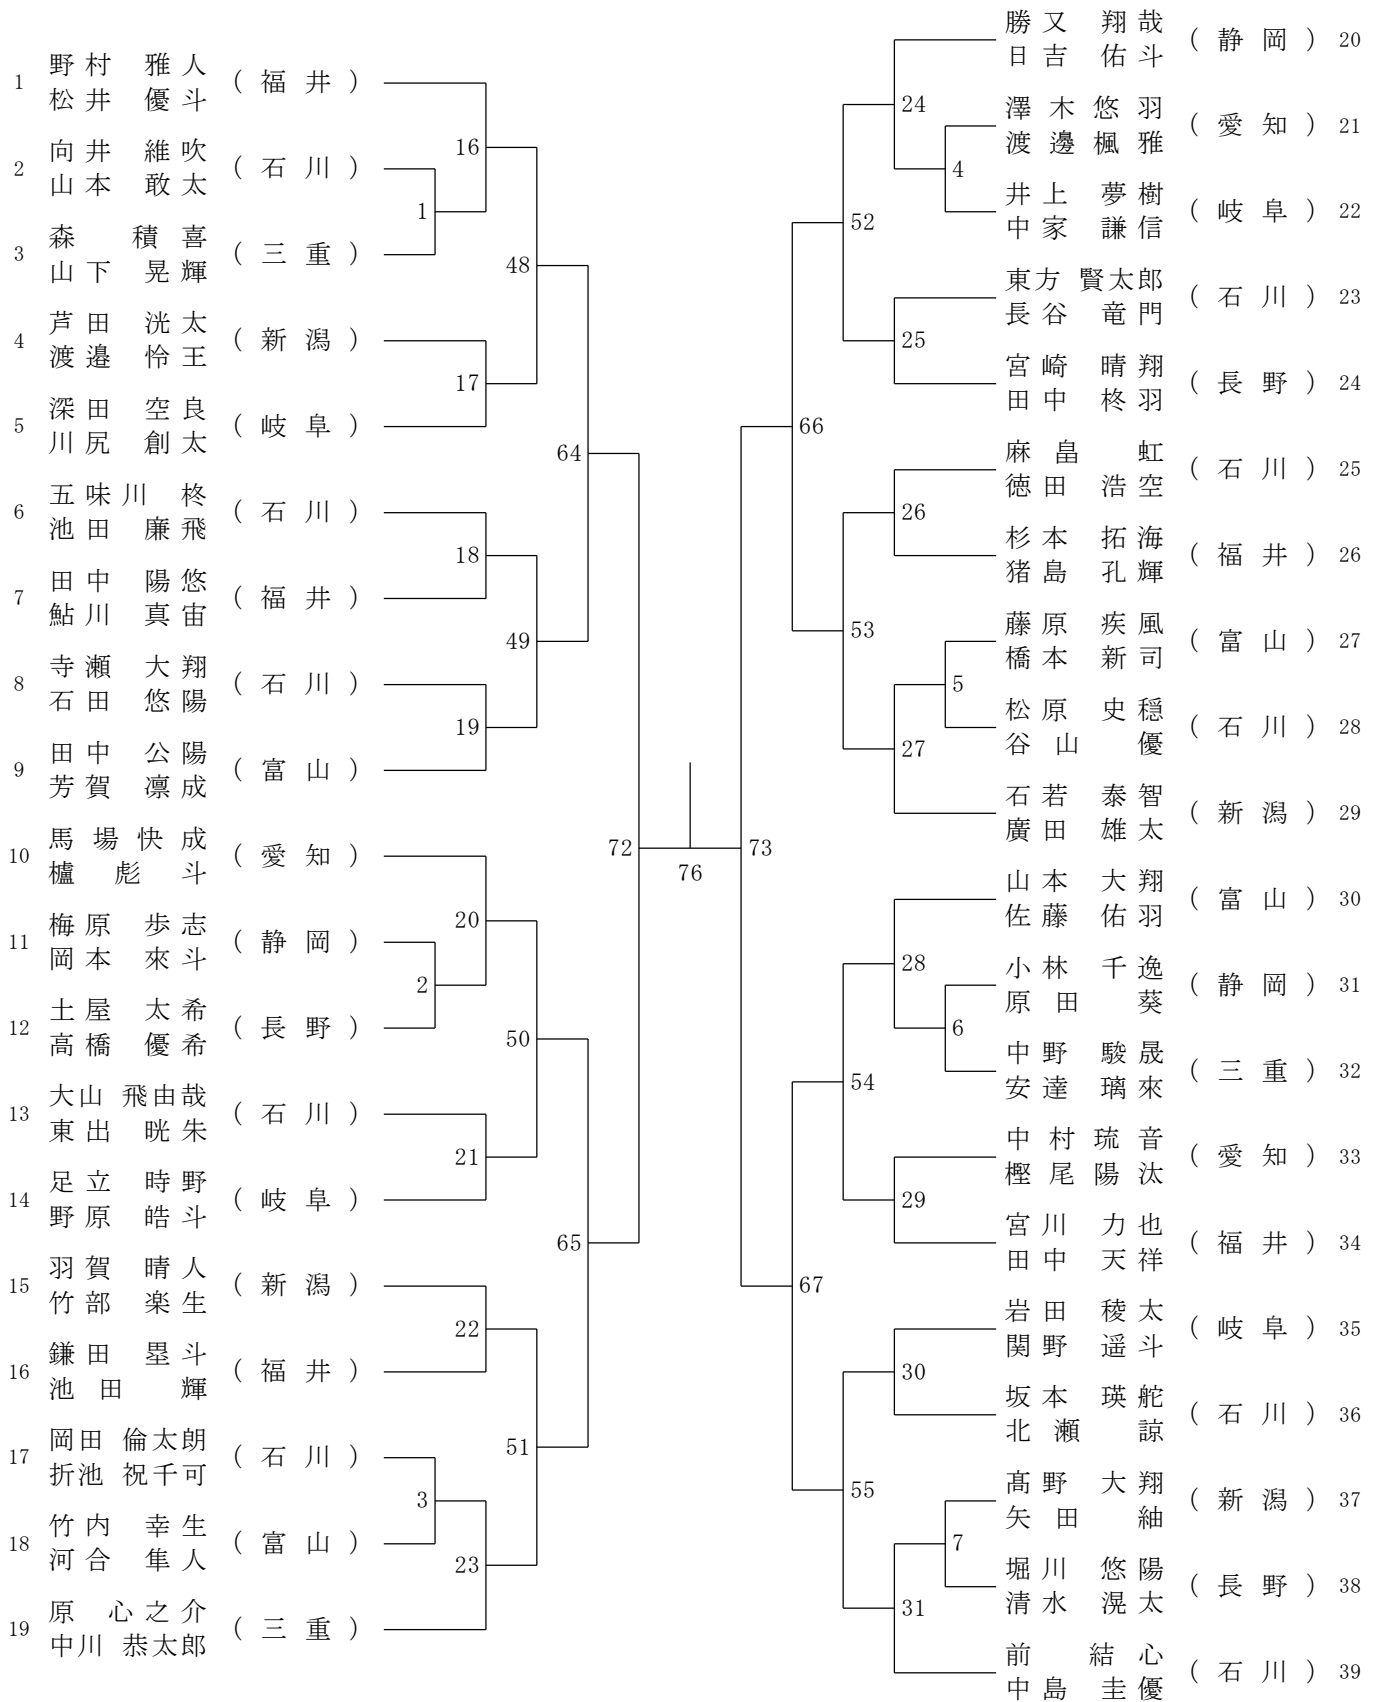 1 野村 雅人 (福井)
松井 優斗
2 向井 維吹 (石川)
山本 敢太
3 森 積喜 (三重)
山下 晃輝
4 芦田 洸太 (新潟)
渡邉 怜王
5 深田 空良 (岐阜)
川尻 創太
6 五味川 柊 (石川)
池田 廉飛
7 田中 陽悠 (福井)
鮎川 真宙
8 寺瀬 大翔 (石川)
石田 悠陽
9 田中 公陽 (富山)
芳賀 凛成
10 馬場快成 (愛知)
櫨 彪斗
11 梅原 歩志 (静岡)
岡本 來斗
12 土屋 太希 (長野)
高橋 優希
13 大山 飛由哉 (石川)
東出 晄朱
14 足立 時野 (岐阜)
野原 皓斗
15 羽賀 晴人 (新潟)
竹部 楽生
16 鎌田 塁斗 (福井)
池田 輝
17 岡田 倫太朗 (石川)
折池 祝千可
18 竹内 幸生 (富山)
河合 隼人
19 原 心之介 (三重)
中川 恭太郎
16
1
48
17
64
18
49
19
72
20
2
50
21
65
22
51
3
23
76
73
24
4
52
25
66
26
53
5
27
28
6
54
29
67
30
55
7
31
勝又 翔哉 (静岡) 20
日吉 佑斗
澤木悠羽 (愛知) 21
渡邊楓雅
井上 夢樹 (岐阜) 22
中家 謙信
東方 賢太郎 (石川) 23
長谷 竜門
宮崎 晴翔 (長野) 24
田中 柊羽
麻畠 虹 (石川) 25
徳田 浩空
杉本 拓海 (福井) 26
猪島 孔輝
藤原 疾風 (富山) 27
橋本 新司
松原 史穏 (石川) 28
谷山 優
石若 泰智 (新潟) 29
廣田 雄太
山本 大翔 (富山) 30
佐藤 佑羽
小林 千逸 (静岡) 31
原田 葵
中野 駿晟 (三重) 32
安達 璃來
中村琉音 (愛知) 33
樫尾陽汰
宮川 力也 (福井) 34
田中 天祥
岩田 稜太 (岐阜) 35
関野 遥斗
坂本 瑛舵 (石川) 36
北瀬 諒
髙野 大翔 (新潟) 37
矢田 紬
堀川 悠陽 (長野) 38
清水 滉太
前 結心 (石川) 39
中島 圭優